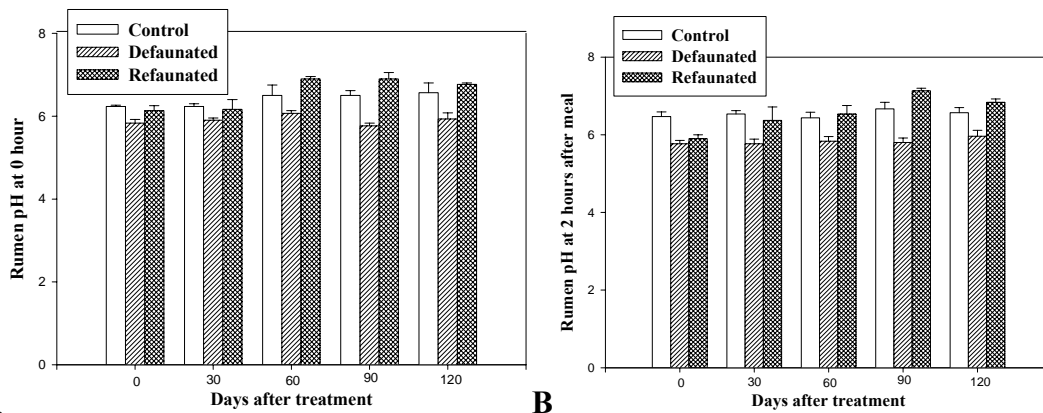 Control
Defaunated
Refaunated
8
6
4
2
0
Rumen pH at 0 hour
0 30 60 90 120
Days after treatment
B
Control
Defaunated
Refaunated
8
6
4
2
0
Rumen pH at 2 hours after meal
0 30 60 90 120
Days after treatment